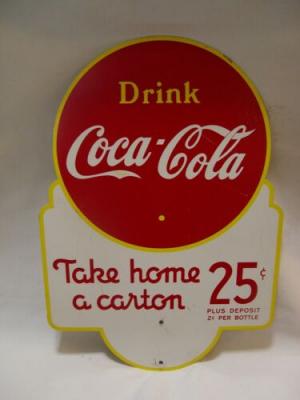 Drink
Coca-Cola
Take home
a carton
25¢
PLUS DEPOSIT
2¢ PER BOTTLE